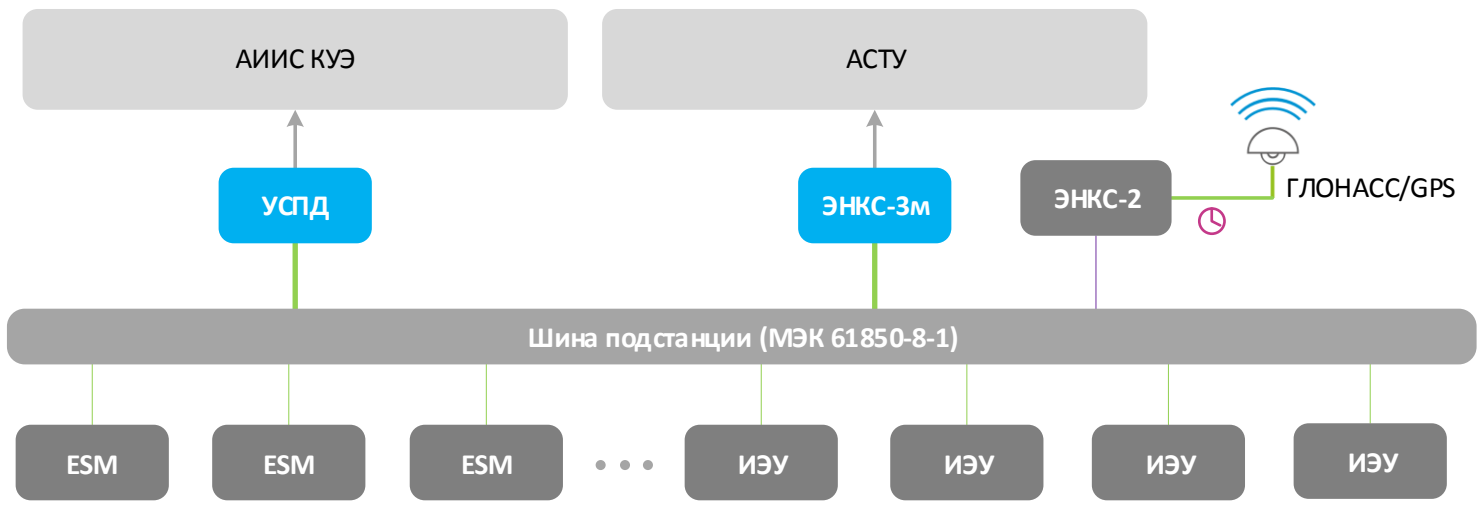 АИИС КУЭ
АСТУ
УСПД
ЭНКС-3м
ЭНКС-2
ГЛОНАСС/GPS
Шина подстанции (МЭК 61850-8-1)
ESM
ESM
ESM
ИЭУ
ИЭУ
ИЭУ
ИЭУ